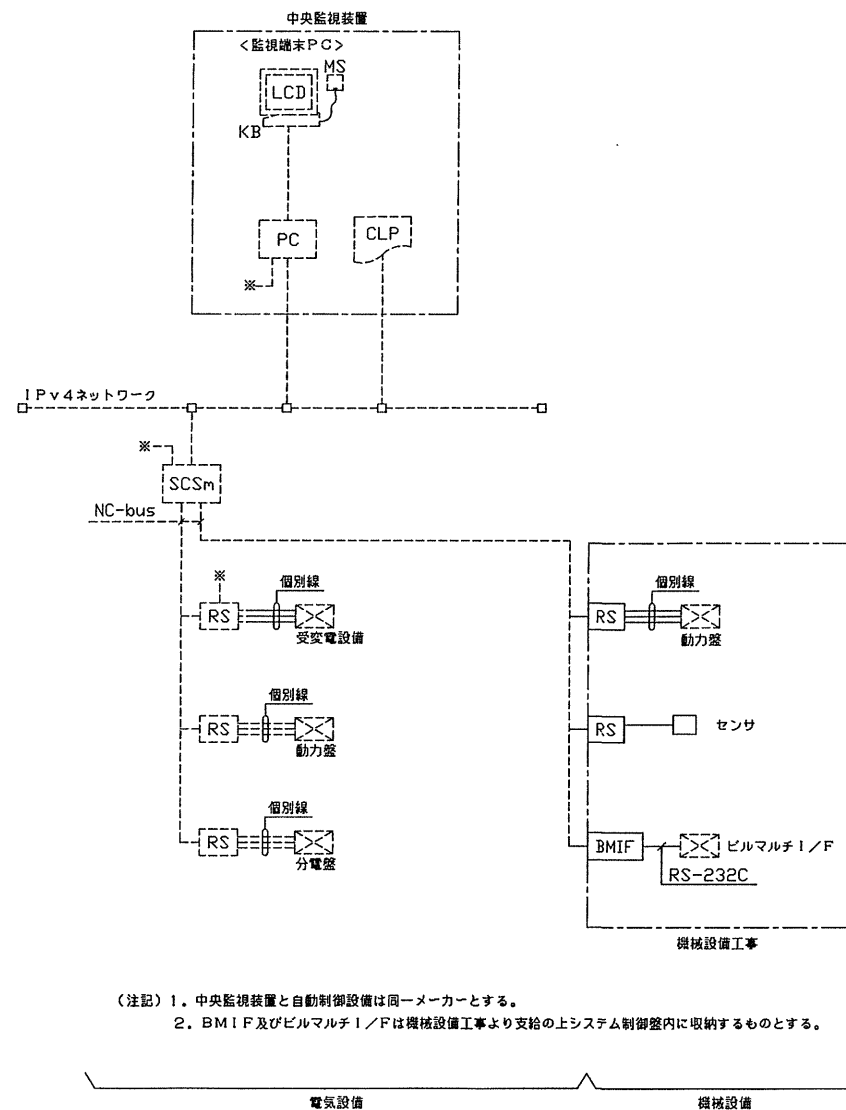 中央監視装置
＜監視端末ＰＣ＞
MS
LCD
KB
PC
CLP
※
ＩＰｖ４ネットワーク
※
SCSm
NC-bus
※
個別線
RS
受変電設備
個別線
RS
動力盤
個別線
RS
動力盤
RS
センサ
個別線
RS
分電盤
BMIF
ビルマルチＩ／Ｆ
RS-232C
機械設備工事
（注記）１．中央監視装置と自動制御設備は同一メーカーとする。
２．ＢＭＩＦ及びビルマルチＩ／Ｆは機械設備工事より支給の上システム制御盤内に収納するものとする。
電気設備
機械設備